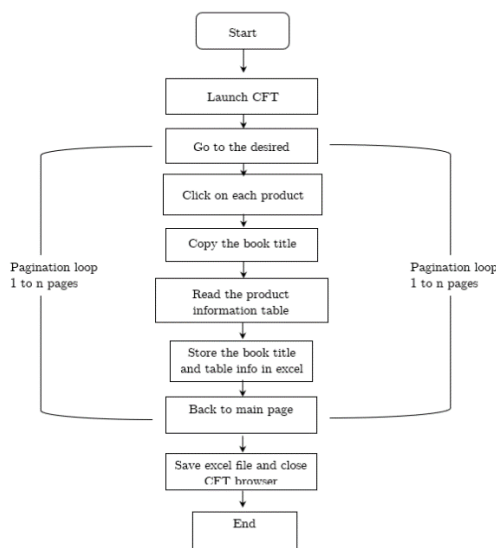 Start
Launch CFT
Go to the desired
Click on each product
Copy the book title
Pagination loop
1 to n pages
Read the product
information table
Pagination loop
1 to n pages
Store the book title
and table info in excel
Back to main page
Save excel file and close
CFT browser
End